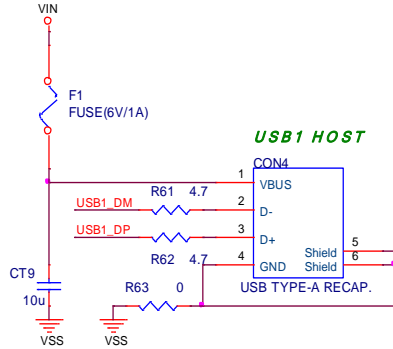 VIN
F1
FUSE(6V/1A)
USB1 HOST
CON4
1
VBUS
R61 4.7
USB1_DM
2
D-
USB1_DP
3
D+
R62 4.7
4
GND
Shield 5
Shield 6
USB TYPE-A RECAP.
CT9
10u
R63 0
VSS
VSS